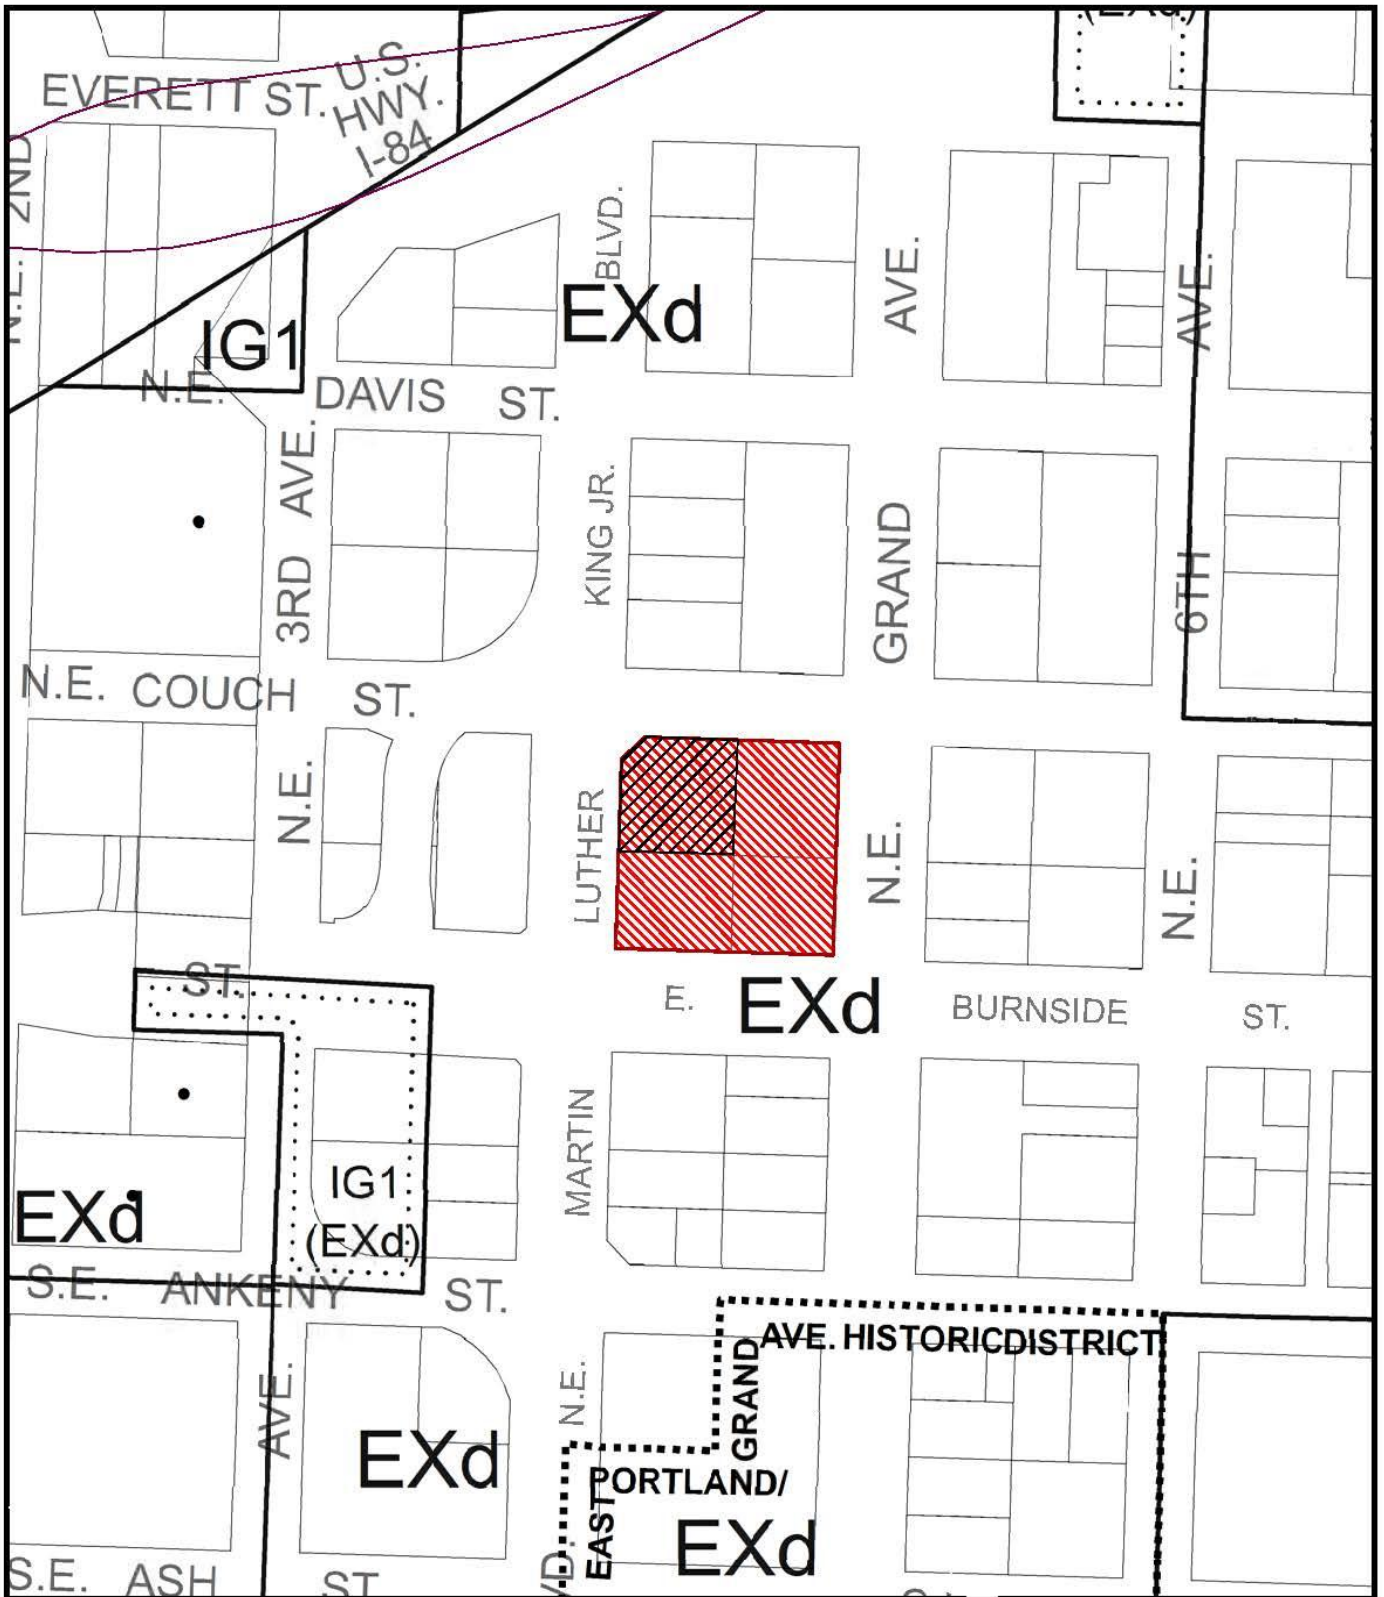 (EXd)
U.S.
HWY.
I-84
EVERETT ST.
N.E. 2ND
BLVD.
EXd
AVE.
AVE.
IG1
N.E. DAVIS ST.
AVE.
KING JR.
3RD
GRAND
6TH
N.E. COUCH ST.
N.E.
LUTHER
N.E.
N.E.
ST.
E. EXd BURNSIDE ST.
MARTIN
IG1
(EXd)
EXd
S.E. ANKENY ST.
AVE. HISTORICDISTRICT
GRAND
N.E.
AVE.
EXd
PORTLAND/
EAST
EXd
S.E. ASH ST
VD.